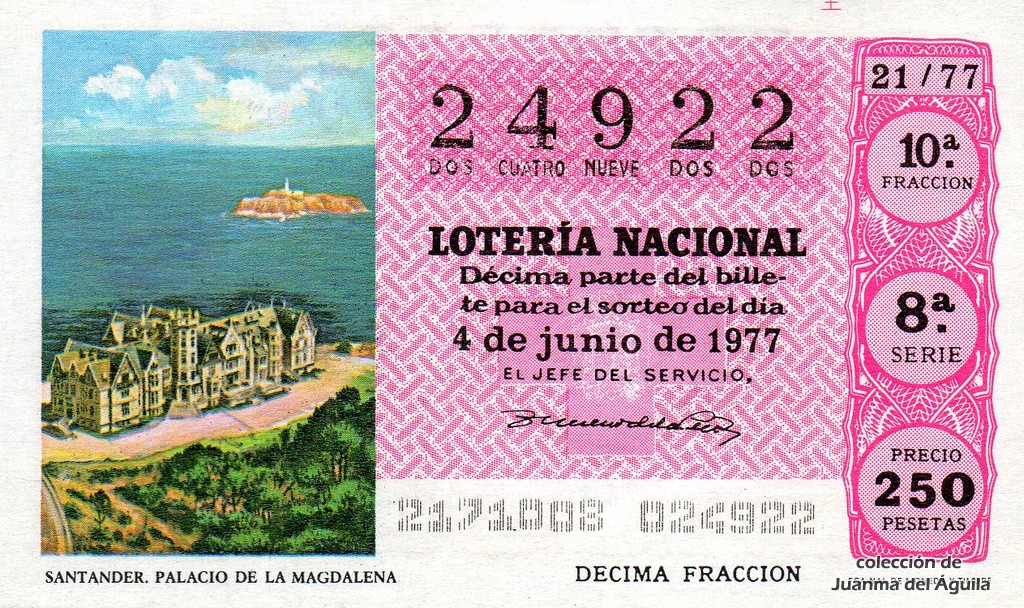 24922
DOS CUATRO NUEVE DOS DOS
LOTERÍA NACIONAL
Décima parte del bille-
te para el sorteo del día
4 de junio de 1977
EL JEFE DEL SERVICIO,
21 / 77
10ª.
FRACCION
8ª.
SERIE
PRECIO
250
PESETAS
2171008 024922
SANTANDER. PALACIO DE LA MAGDALENA
DECIMA FRACCION
colección de
Juanma del Águila